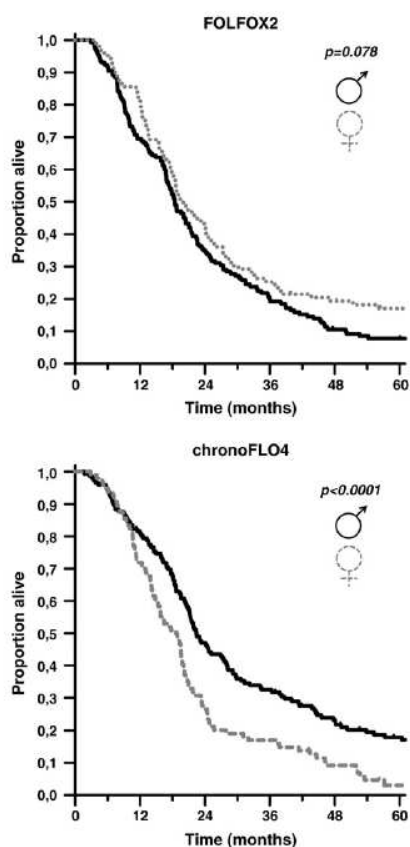 FOLFOX2
p=0.078
1,0
0,9
0,8
0,7
0,6
0,5
0,4
0,3
0,2
0,1
0,0
Proportion alive
0 12 24 36 48 60
Time (months)
chronoFLO4
p<0.0001
1,0
0,9
0,8
0,7
0,6
0,5
0,4
0,3
0,2
0,1
0,0
Proportion alive
0 12 24 36 48 60
Time (months)